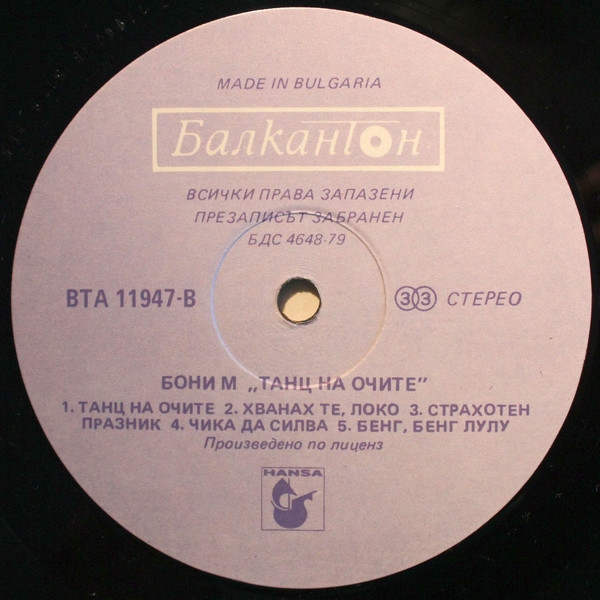 MADE IN BULGARIA
Балкантон
ВСИЧКИ ПРАВА ЗАПАЗЕНИ
ПРЕЗАПИСЪТ ЗАБРАНЕН
БДС 4648-79
ВТА 11947-В
33 СТЕРЕО
БОНИ М „ТАНЦ НА ОЧИТЕ”
1. ТАНЦ НА ОЧИТЕ 2. ХВАНАХ ТЕ, ЛОКО 3. СТРАХОТЕН
ПРАЗНИК 4. ЧИКА ДА СИЛВА 5. БЕНГ, БЕНГ ЛУЛУ
Произведено по лиценз
HANSA